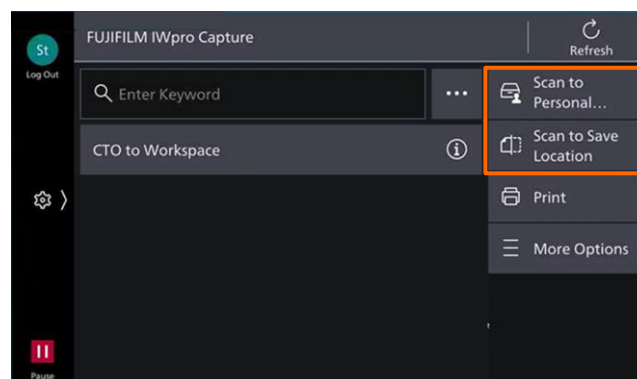 St
Log Out
FUJIFILM IWpro Capture
Refresh
Enter Keyword
CTO to Workspace
Scan to
Personal...
Scan to Save
Location
Print
More Options
Pause